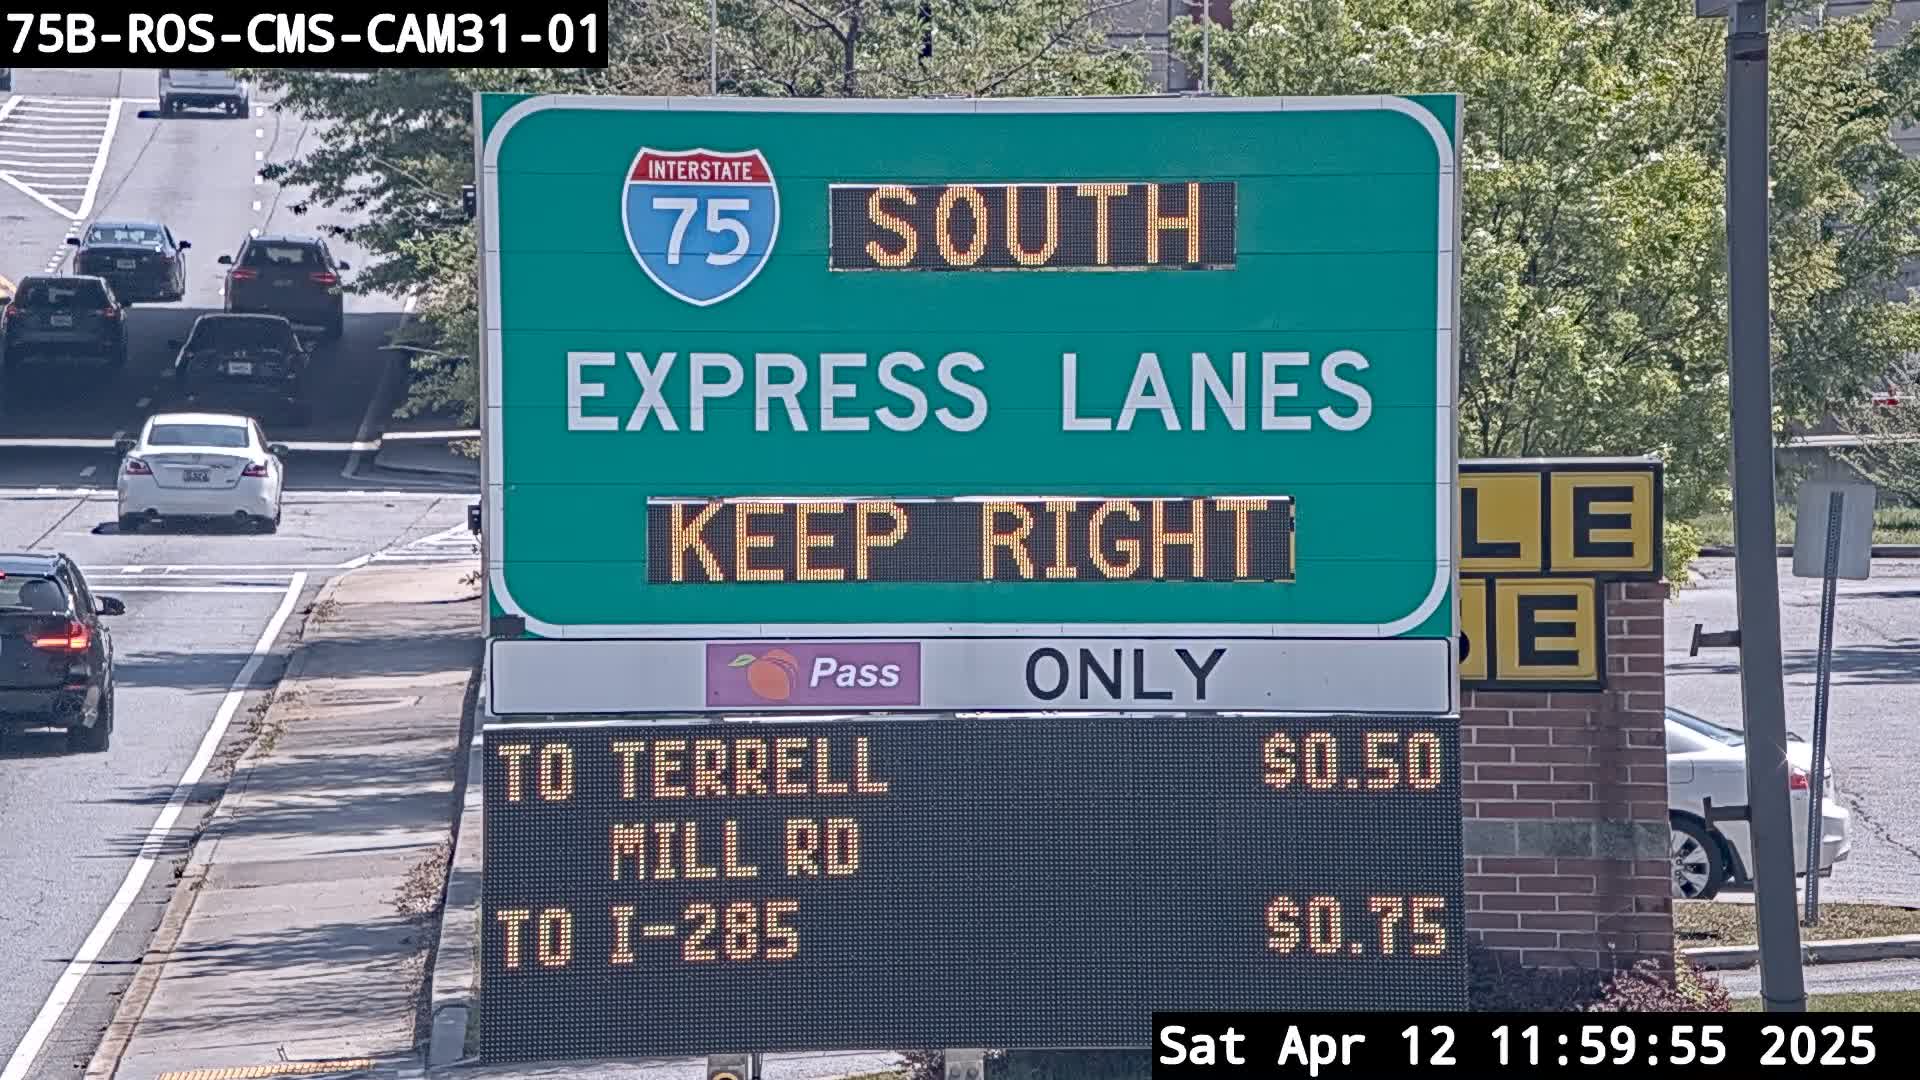 75B-ROS-CMS-CAM31-01
INTERSTATE
75
SOUTH
EXPRESS LANES
KEEP RIGHT
LE
E
Pass ONLY
TO TERRELL $0.50
MILL RD
TO I-285 $0.75
Sat Apr 12 11:59:55 2025